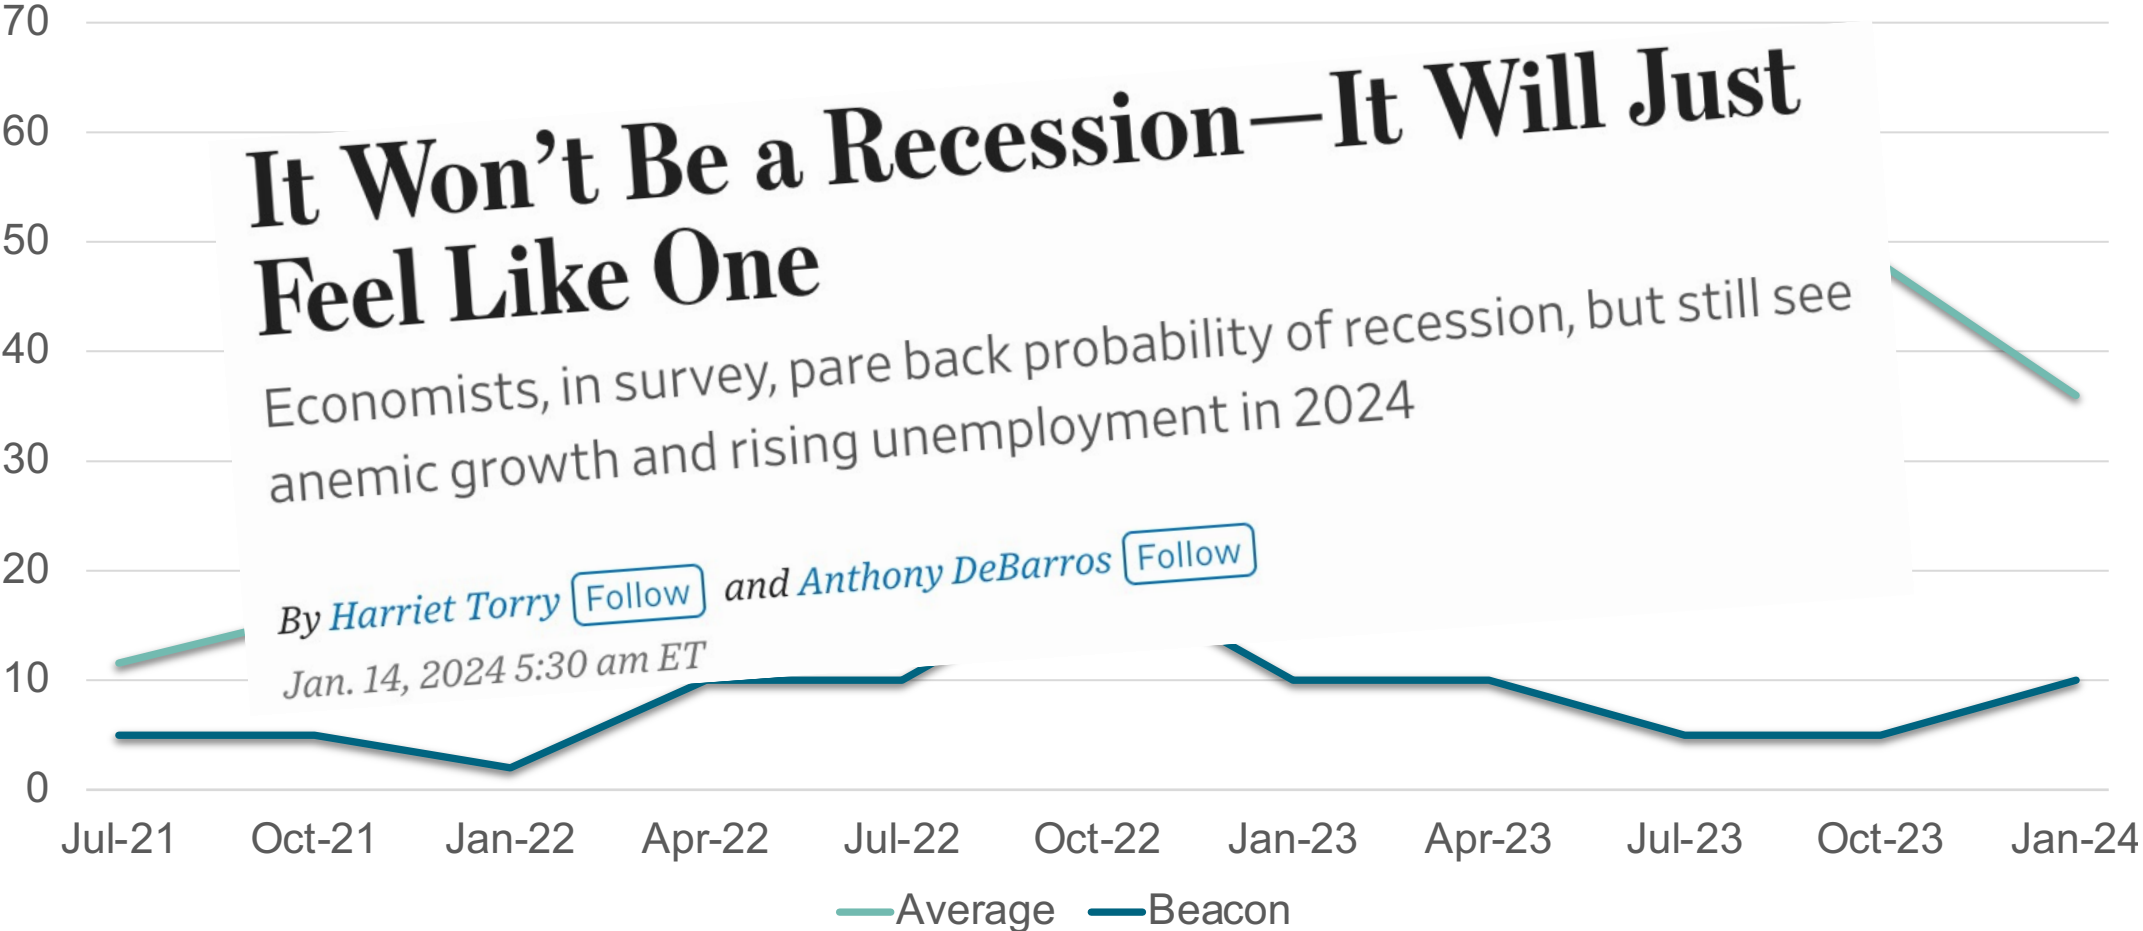 70
60
50
40
30
20
10
0
It Won’t Be a Recession—It Will Just
Feel Like One
Economists, in survey, pare back probability of recession, but still see
anemic growth and rising unemployment in 2024
By Harriet Torry Follow and Anthony DeBarros Follow
Jan. 14, 2024 5:30 am ET
Jul-21 Oct-21 Jan-22 Apr-22 Jul-22 Oct-22 Jan-23 Apr-23 Jul-23 Oct-23 Jan-24
Average Beacon